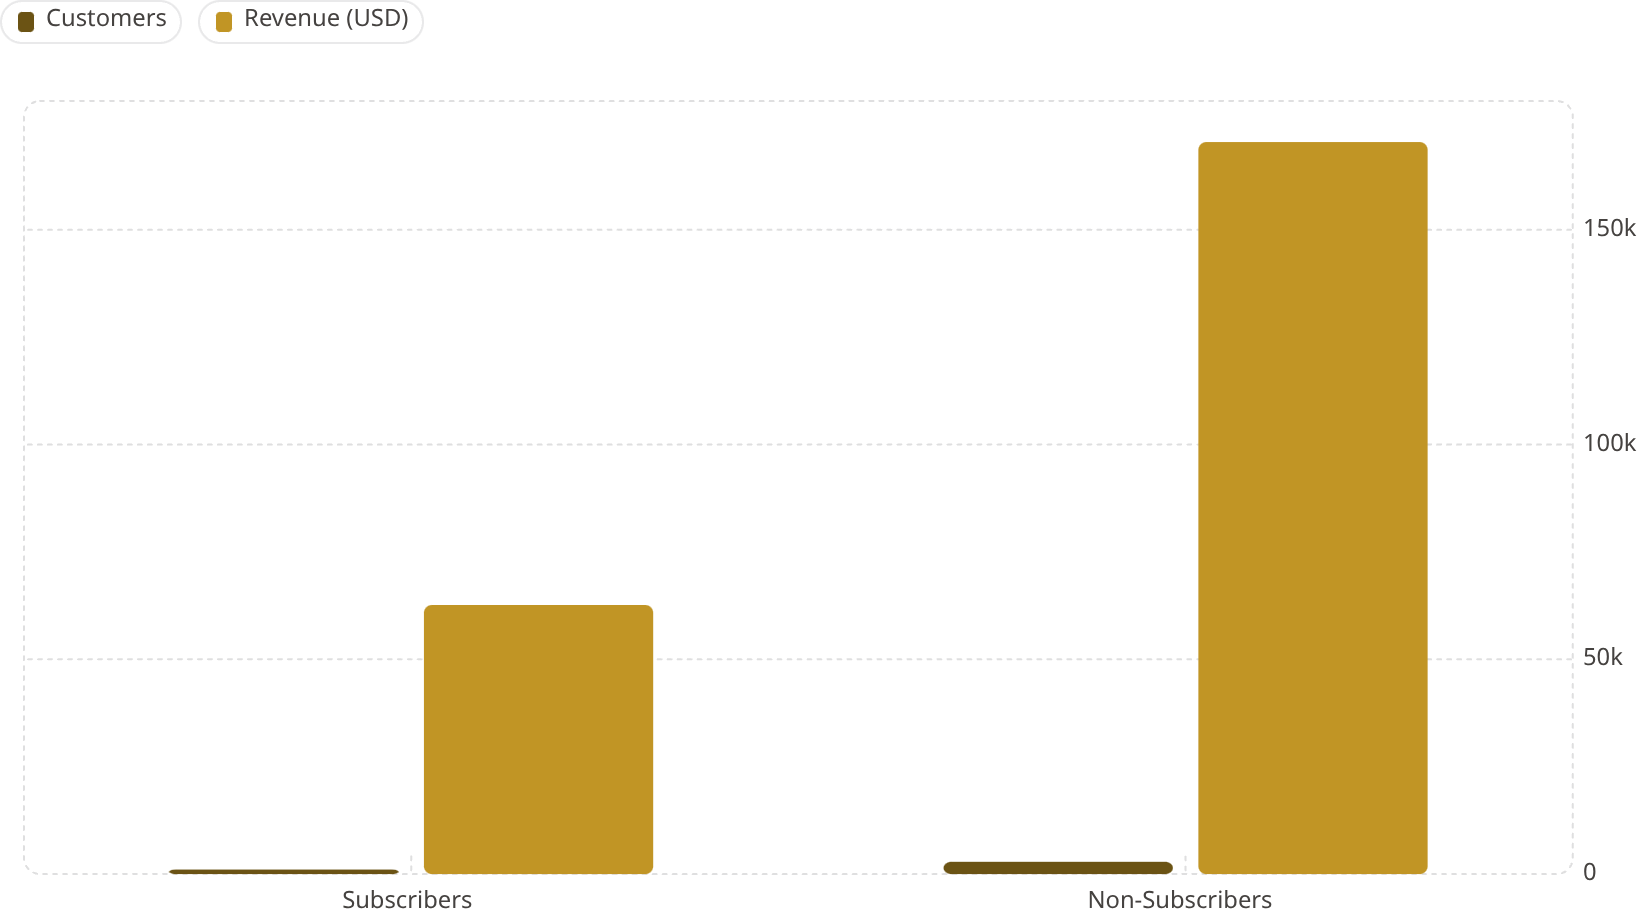 Customers
Revenue (USD)
150k
100k
50k
0
Subscribers
Non-Subscribers